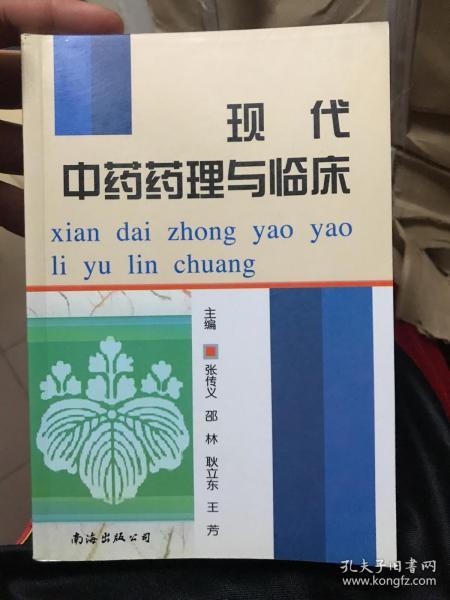 现代
中药药理与临床
xian dai zhong yao yao
li yu lin chuang
主编
张传义 邵林 耿立东 王芳
南海出版公司
孔夫子旧书网
www.kongfz.com